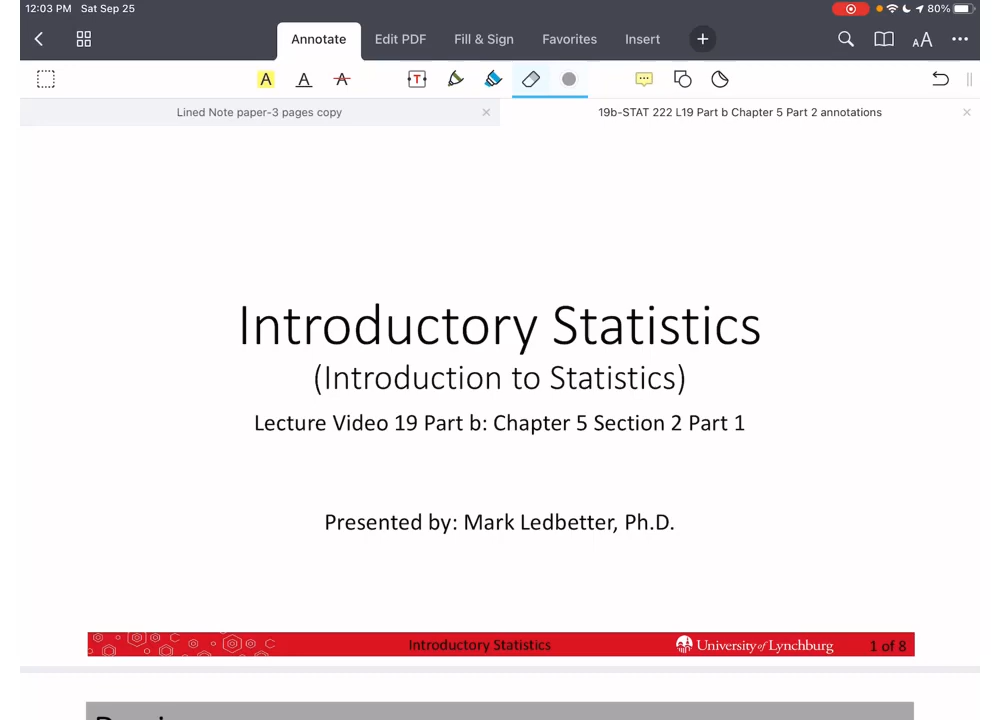 12:03 PM Sat Sep 25
80%
Annotate
Edit PDF
Fill & Sign
Favorites
Insert
AA
A
A
A
T
Lined Note paper-3 pages copy
19b-STAT 222 L19 Part b Chapter 5 Part 2 annotations
Introductory Statistics
(Introduction to Statistics)
Lecture Video 19 Part b: Chapter 5 Section 2 Part 1
Presented by: Mark Ledbetter, Ph.D.
Introductory Statistics
University of Lynchburg
1 of 8